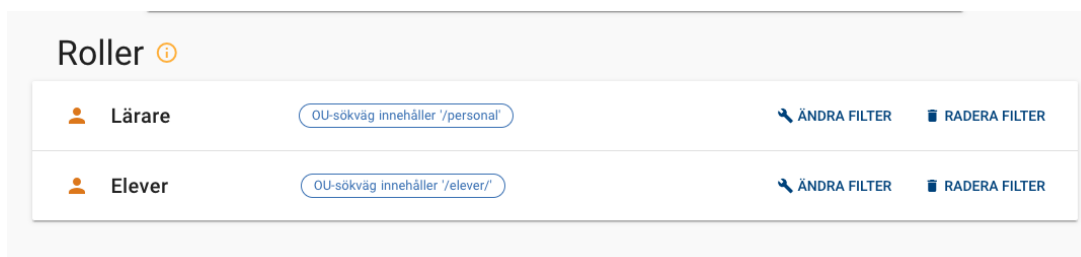 Roller
Lärare OU-sökväg innehåller '/personal' ÄNDRA FILTER RADERA FILTER
Elever OU-sökväg innehåller '/elever/' ÄNDRA FILTER RADERA FILTER